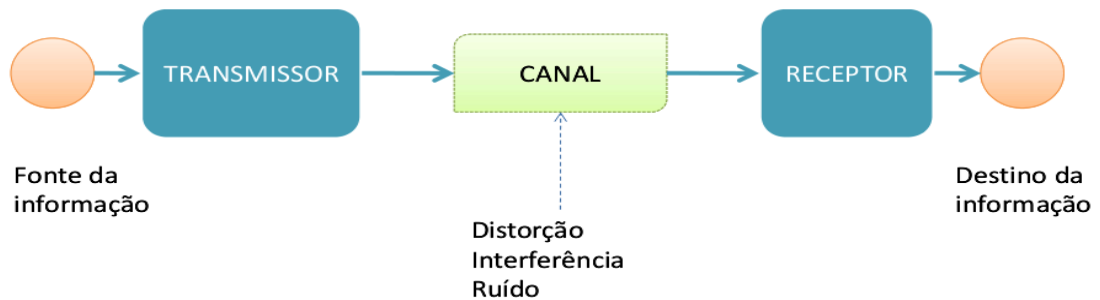 TRANSMISSOR
CANAL
RECEPTOR
Fonte da
informação
Destino da
informação
Distorção
Interferência
Ruído